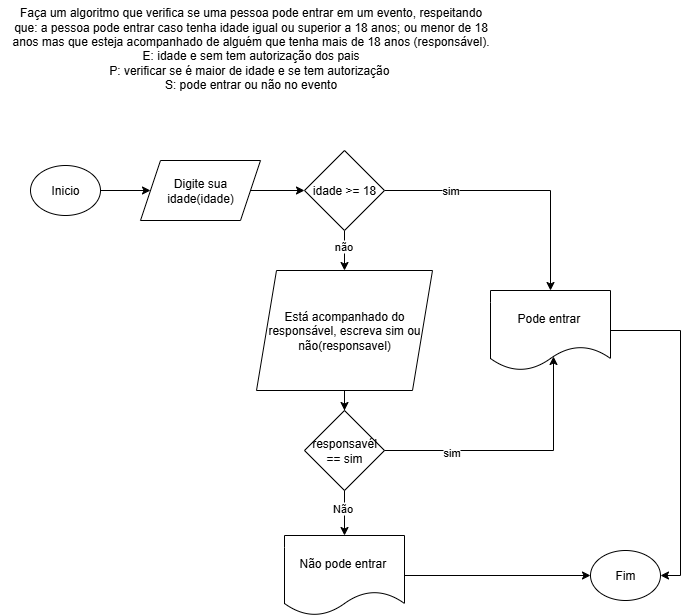 Faça um algoritmo que verifica se uma pessoa pode entrar em um evento, respeitando
que: a pessoa pode entrar caso tenha idade igual ou superior a 18 anos; ou menor de 18
anos mas que esteja acompanhado de alguém que tenha mais de 18 anos (responsável).
E: idade e sem tem autorização dos pais
P: verificar se é maior de idade e se tem autorização
S: pode entrar ou não no evento
Inicio
Digite sua
idade(idade)
idade >= 18
sim
não
Está acompanhado do
responsável, escreva sim ou
não(responsavel)
Pode entrar
responsavel
== sim
sim
Não
Não pode entrar
Fim